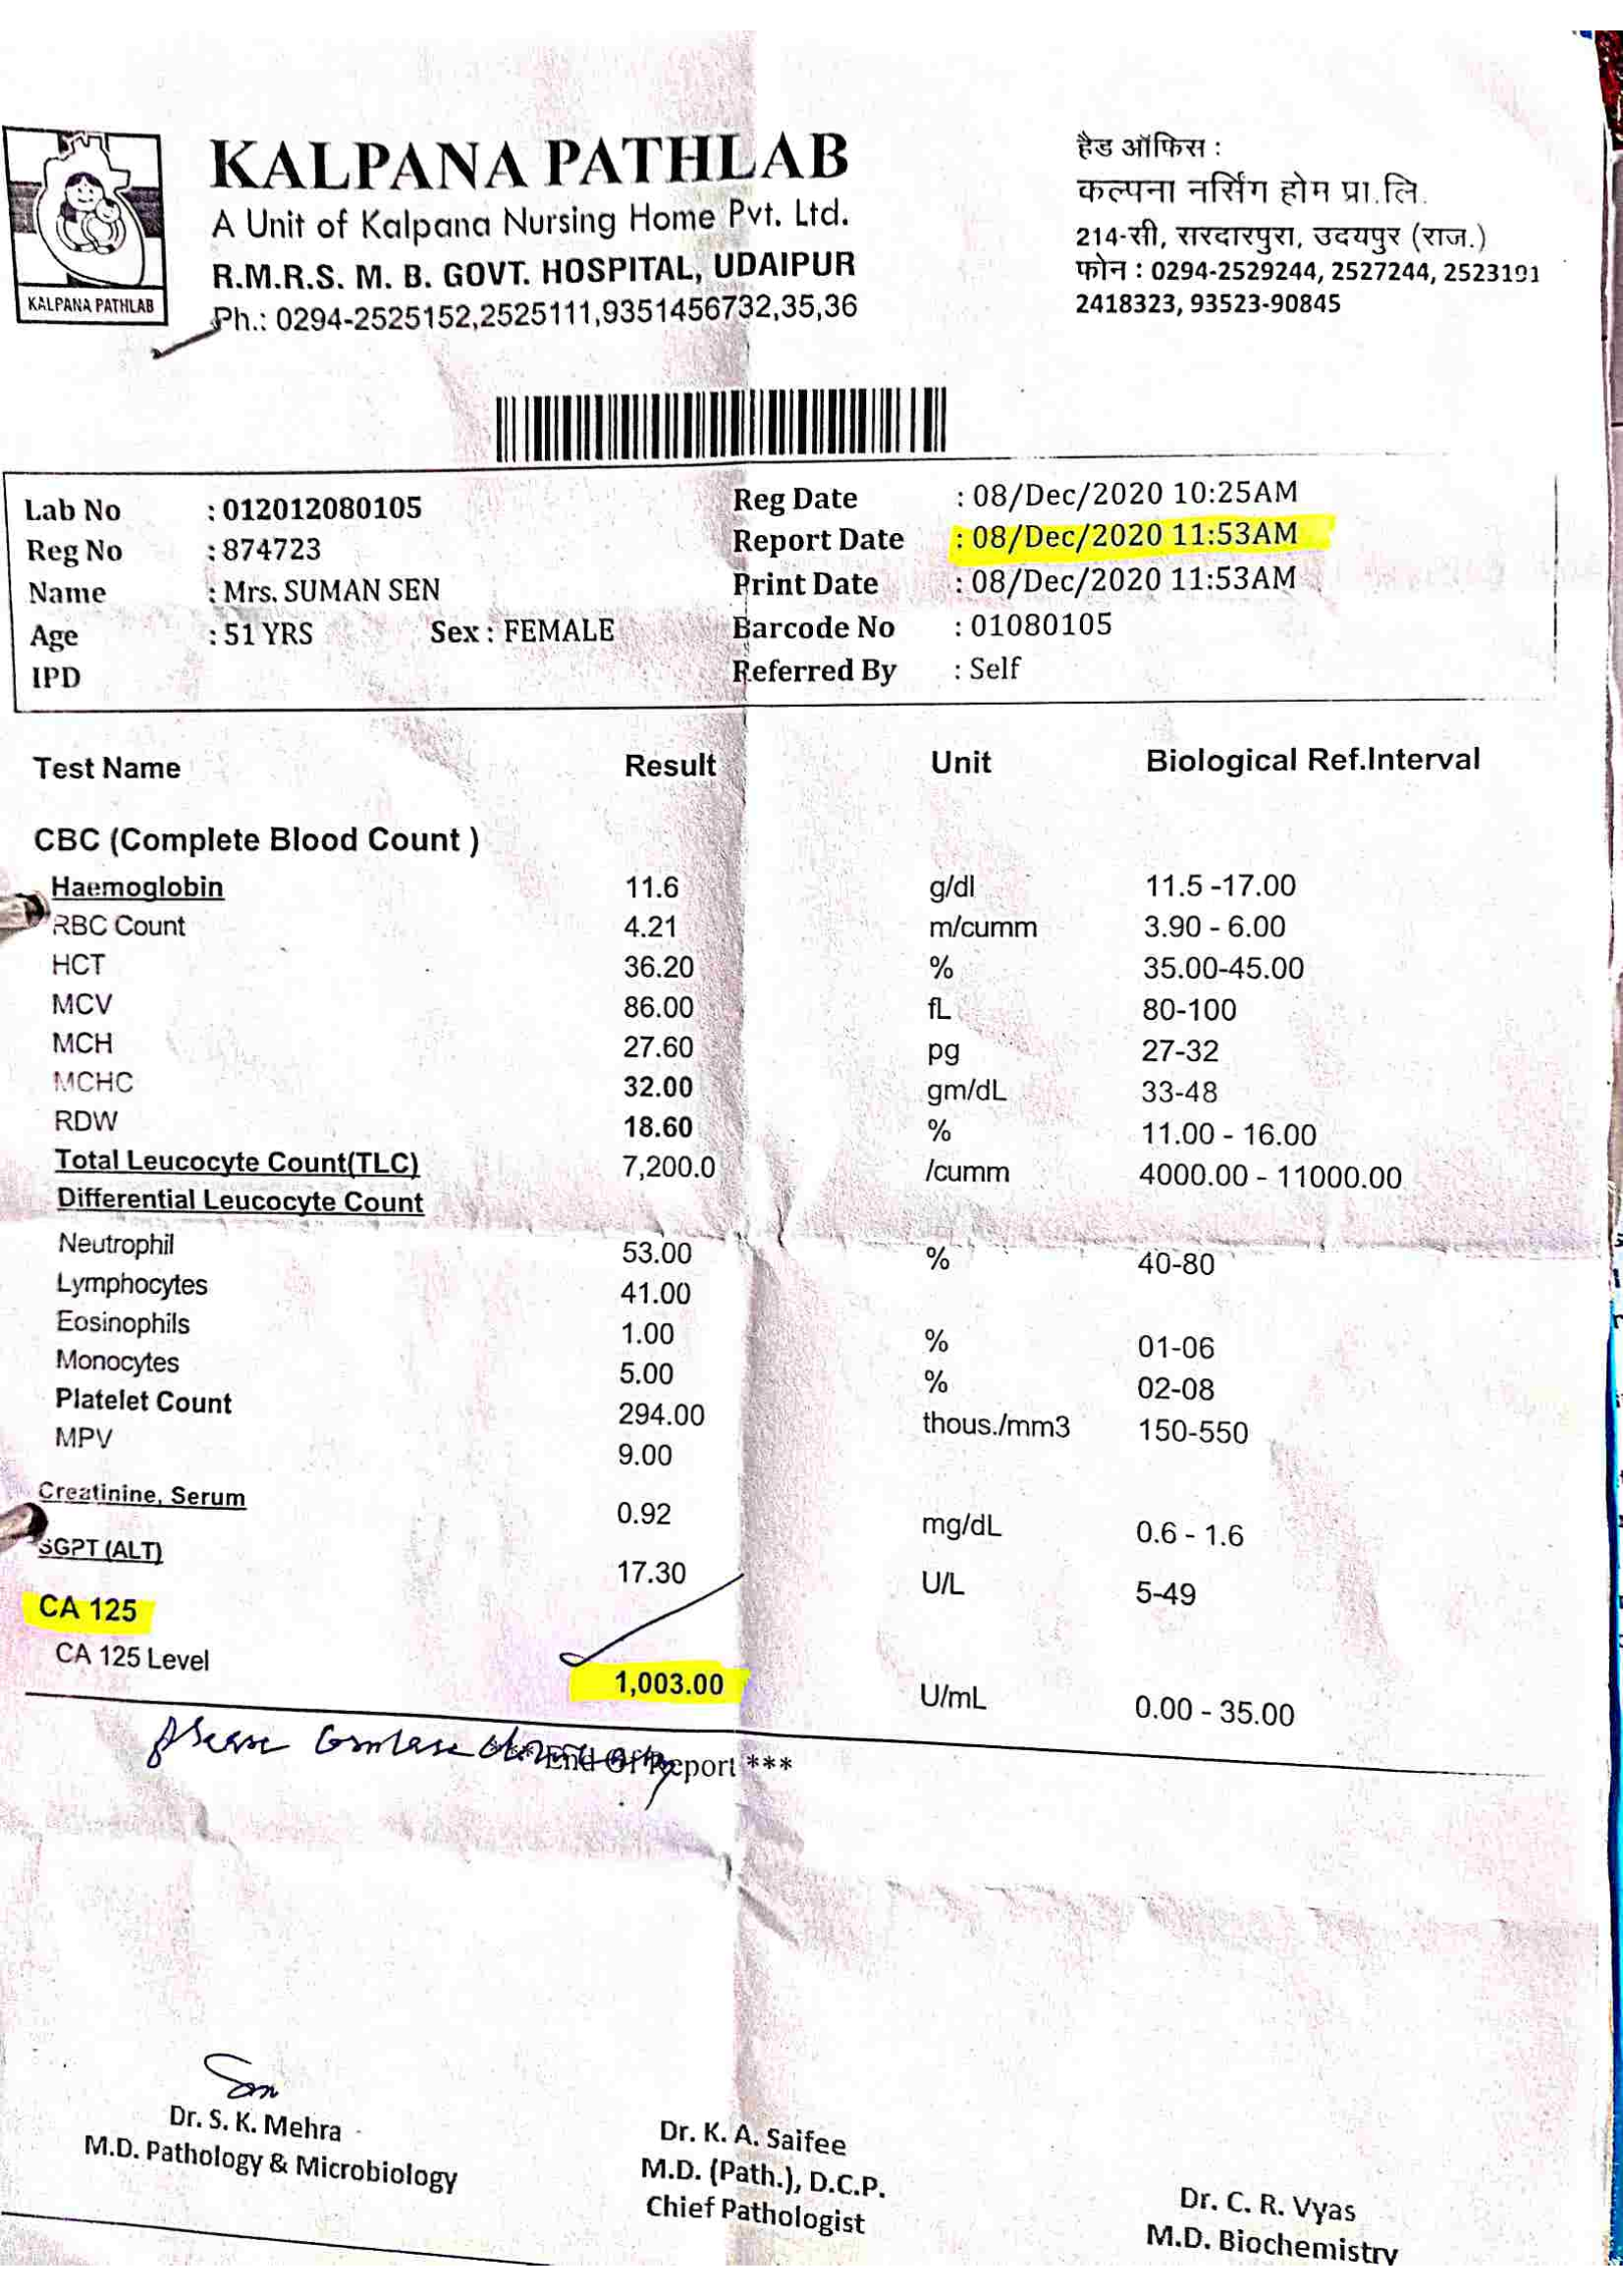 KALPANA PATHLAB
KALPANA PATHLAB
A Unit of Kalpana Nursing Home Pvt. Ltd.
R.M.R.S. M. B. GOVT. HOSPITAL, UDAIPUR
Ph.: 0294-2525152,2525111,9351456732,35,36
हैड ऑफिस :
कल्पना नर्सिंग होम प्रा.लि.
214-सी, सरदारपुरा, उदयपुर (राज.)
फोन : 0294-2529244, 2527244, 2523191
2418323, 93523-90845
Lab No : 012012080105 Reg Date : 08/Dec/2020 10:25AM
Reg No : 874723 Report Date : 08/Dec/2020 11:53AM
Name : Mrs. SUMAN SEN Print Date : 08/Dec/2020 11:53AM
Age : 51 YRS Sex : FEMALE Barcode No : 01080105
IPD Referred By : Self
Test Name Result Unit Biological Ref.Interval
CBC (Complete Blood Count )
Haemoglobin 11.6 g/dl 11.5 -17.00
RBC Count 4.21 m/cumm 3.90 - 6.00
HCT 36.20 % 35.00-45.00
MCV 86.00 fL 80-100
MCH 27.60 pg 27-32
MCHC 32.00 gm/dL 33-48
RDW 18.60 % 11.00 - 16.00
Total Leucocyte Count(TLC) 7,200.0 /cumm 4000.00 - 11000.00
Differential Leucocyte Count
Neutrophil 53.00 % 40-80
Lymphocytes 41.00
Eosinophils 1.00 % 01-06
Monocytes 5.00 % 02-08
Platelet Count 294.00 thous./mm3 150-550
MPV 9.00
Creatinine, Serum 0.92 mg/dL 0.6 - 1.6
SGPT (ALT) 17.30 U/L 5-49
CA 125
CA 125 Level 1,003.00 U/mL 0.00 - 35.00
please
End Of Report ***
Dr. S. K. Mehra
M.D. Pathology & Microbiology
Dr. K. A. Saifee
M.D. (Path.), D.C.P.
Chief Pathologist
Dr. C. R. Vyas
M.D. Biochemistry